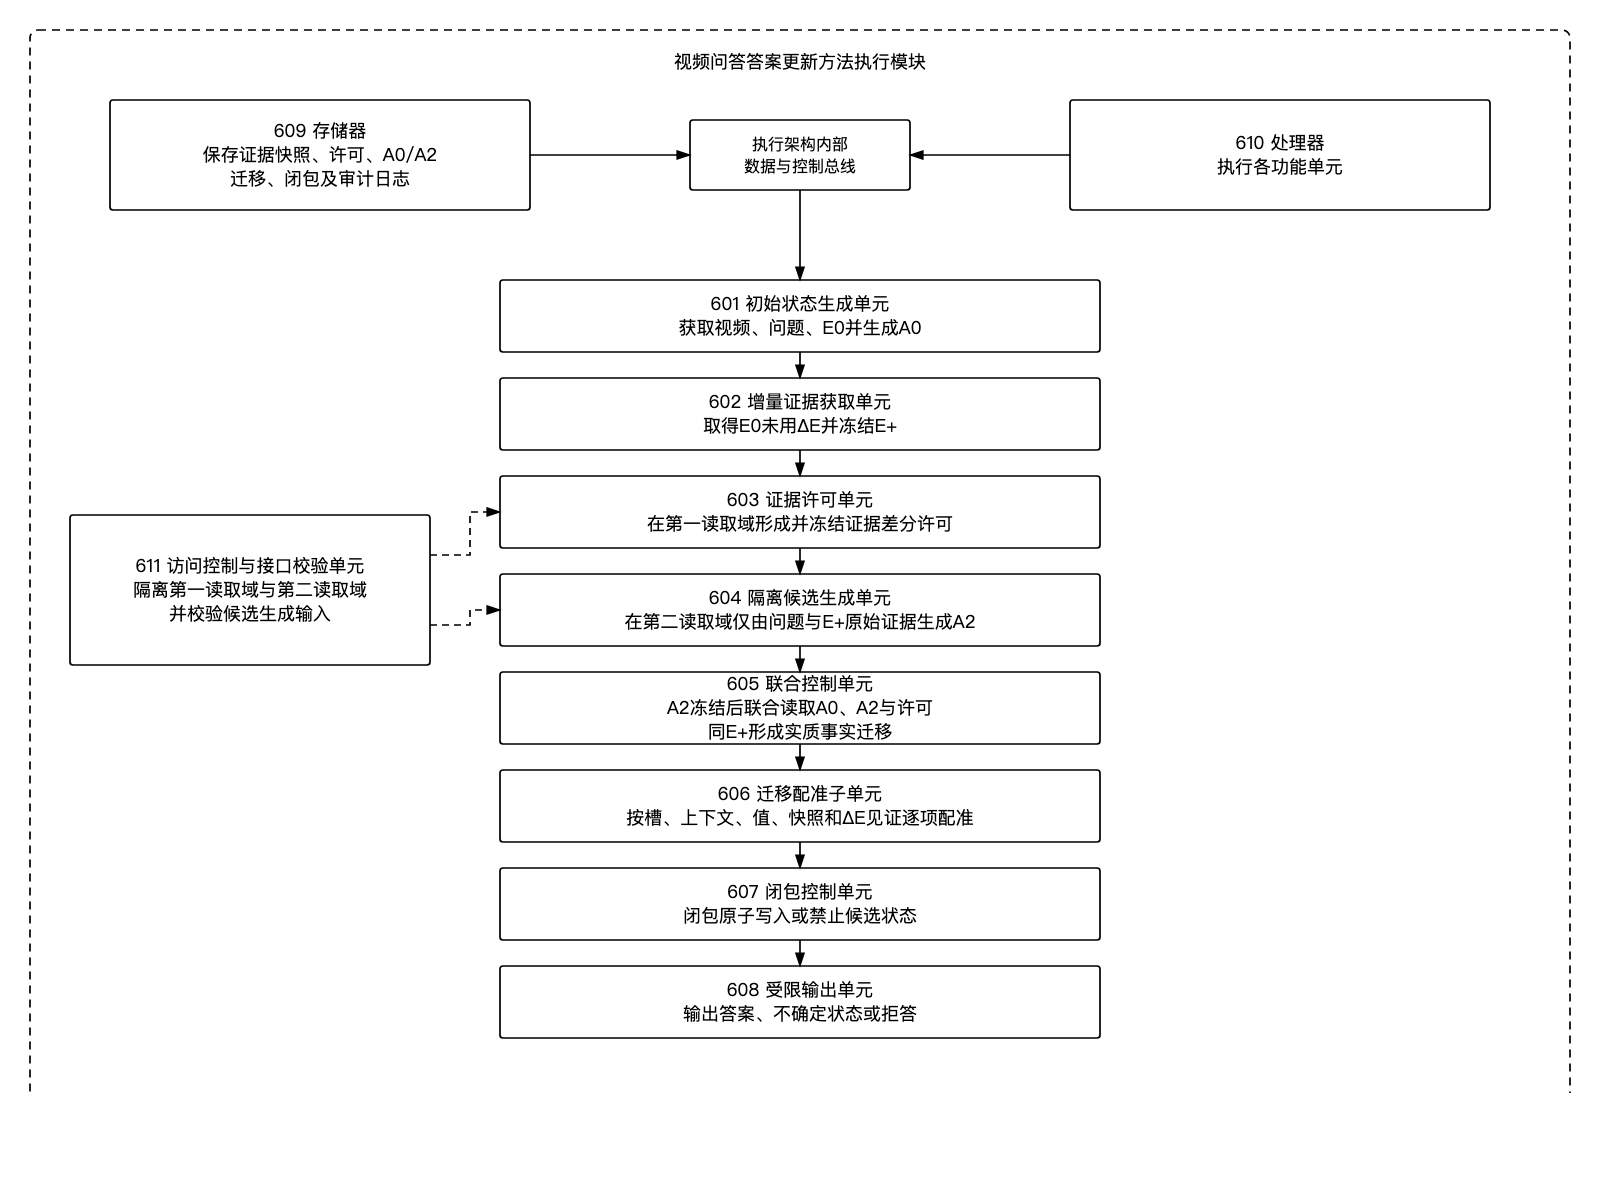 视频问答答案更新方法执行模块
609 存储器
保存证据快照、许可、A0/A2
迁移、闭包及审计日志
执行架构内部
数据与控制总线
610 处理器
执行各功能单元
601 初始状态生成单元
获取视频、问题、E0并生成A0
602 增量证据获取单元
取得E0未用ΔE并冻结E+
603 证据许可单元
在第一读取域形成并冻结证据差分许可
611 访问控制与接口校验单元
隔离第一读取域与第二读取域
并校验候选生成输入
604 隔离候选生成单元
在第二读取域仅由问题与E+原始证据生成A2
605 联合控制单元
A2冻结后联合读取A0、A2与许可
同E+形成实质事实迁移
606 迁移配准子单元
按槽、上下文、值、快照和ΔE见证逐项配准
607 闭包控制单元
闭包原子写入或禁止候选状态
608 受限输出单元
输出答案、不确定状态或拒答